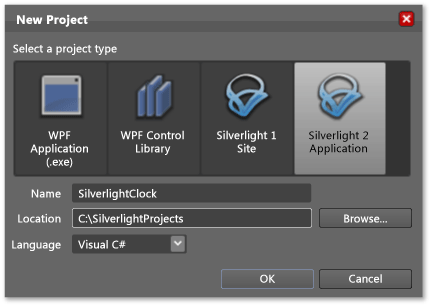 New Project
Select a project type
WPF
Application
(.exe)
WPF Control
Library
Silverlight 1
Site
Silverlight 2
Application
Name SilverlightClock
Location C:\SilverlightProjects Browse...
Language Visual C#
OK Cancel